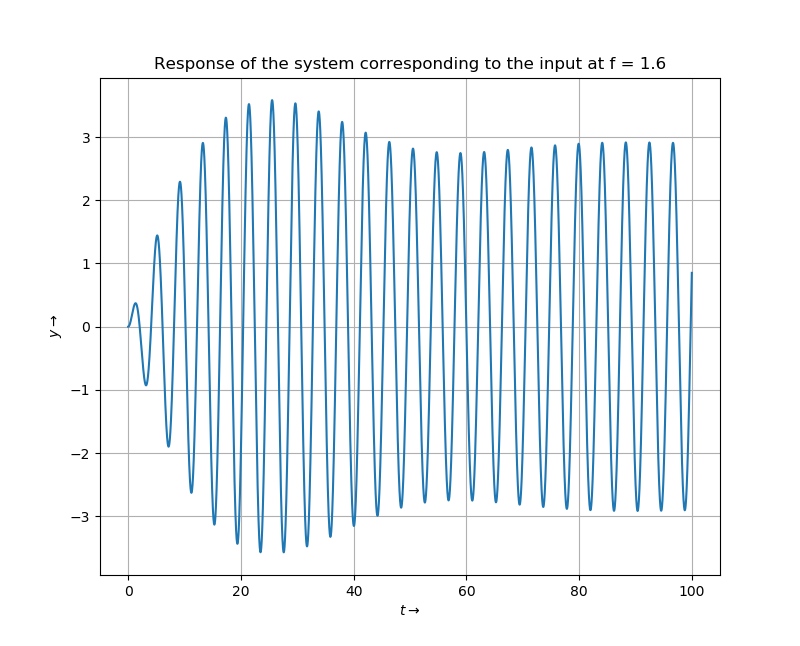 Response of the system corresponding to the input at f = 1.6
3
2
1
0
−1
−2
−3
y→
0 20 40 60 80 100
t→